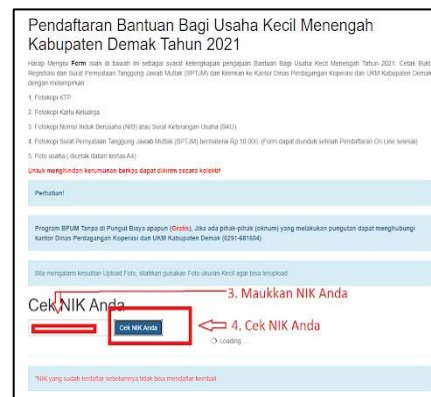 Pendaftaran Bantuan Bagi Usaha Kecil Menengah
Kabupaten Demak Tahun 2021
Harap Mengisi Form isian di bawah ini sebagai syarat kelengkapan pengajuan Bantuan Bagi Usaha Kecil Menengah Tahun 2021. Cetak Bukti
Registrasi dan Surat Pernyataan Tanggung Jawab Mutlak (SPTJM) dan kirimkan ke Kantor Dinas Perdagangan Koperasi dan UKM Kabupaten Demak
dengan melampirkan :
1. Fotokopi KTP
2. Fotokopi Kartu Keluarga
3. Fotokopi Nomor Induk Berusaha (NIB) atau Surat Keterangan Usaha (SKU)
4. Fotokopi Surat Pernyataan Tanggung Jawab Mutlak (SPTJM) bermaterai Rp 10.000, (Form dapat diunduh setelah Pendaftaran On Line selesai)
5. Foto usaha ( dicetak dalam kertas A4)
Untuk menghindari kerumunan berkas dapat dikirim secara kolektif
Perhatian!
Program BPUM Tanpa di Pungut Biaya apapun (Gratis). Jika ada pihak-pihak (oknum) yang melakukan pungutan dapat menghubungi
kantor Dinas Perdagangan Koperasi dan UKM Kabupaten Demak (0291-681604)
Bila mengalami kesulitan Upload Foto, silahkan gunakan Foto ukuran Kecil agar bisa terupload.
3. Maukkan NIK Anda
Cek NIK Anda
Cek NIK Anda
4. Cek NIK Anda
Loading...
*NIK yang sudah terdaftar sebelumnya tidak bisa mendaftar kembali